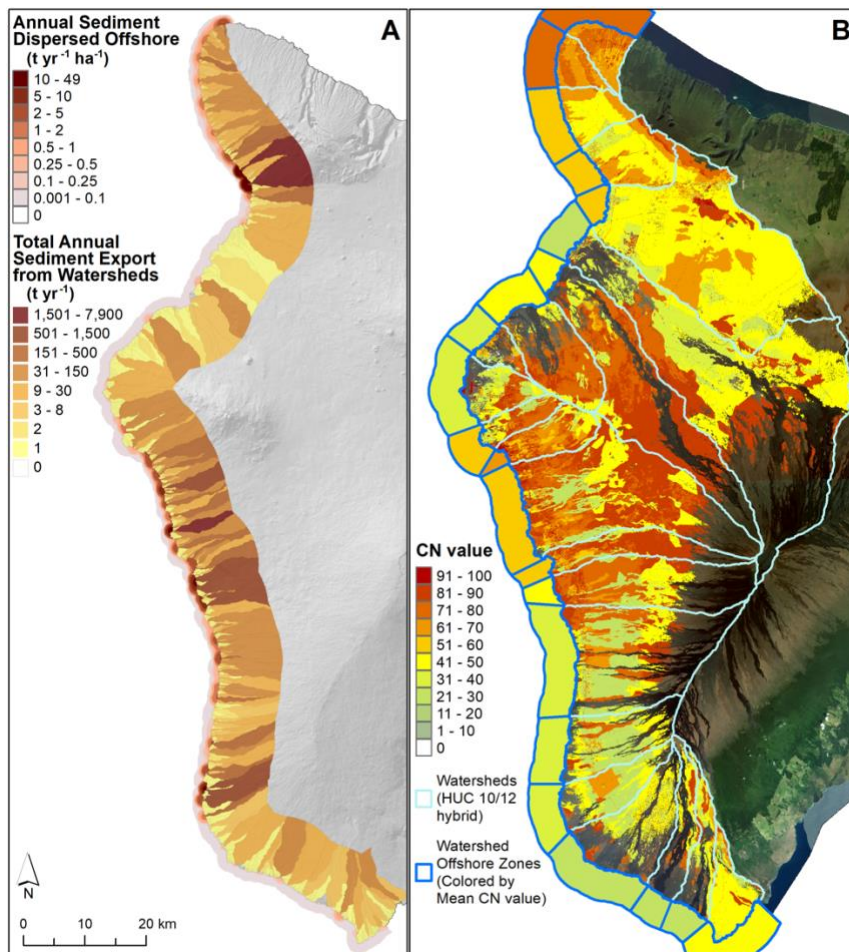 Annual Sediment
Dispersed Offshore
(t yr⁻¹ ha⁻¹)
10 - 49
5 - 10
2 - 5
1 - 2
0.5 - 1
0.25 - 0.5
0.1 - 0.25
0.001 - 0.1
0
Total Annual
Sediment Export
from Watersheds
(t yr⁻¹)
1,501 - 7,900
501 - 1,500
151 - 500
31 - 150
9 - 30
3 - 8
2
1
0
A
N
0 10 20 km
B
CN value
91 - 100
81 - 90
71 - 80
61 - 70
51 - 60
41 - 50
31 - 40
21 - 30
11 - 20
1 - 10
0
Watersheds
(HUC 10/12
hybrid)
Watershed
Offshore Zones
(Colored by
Mean CN value)